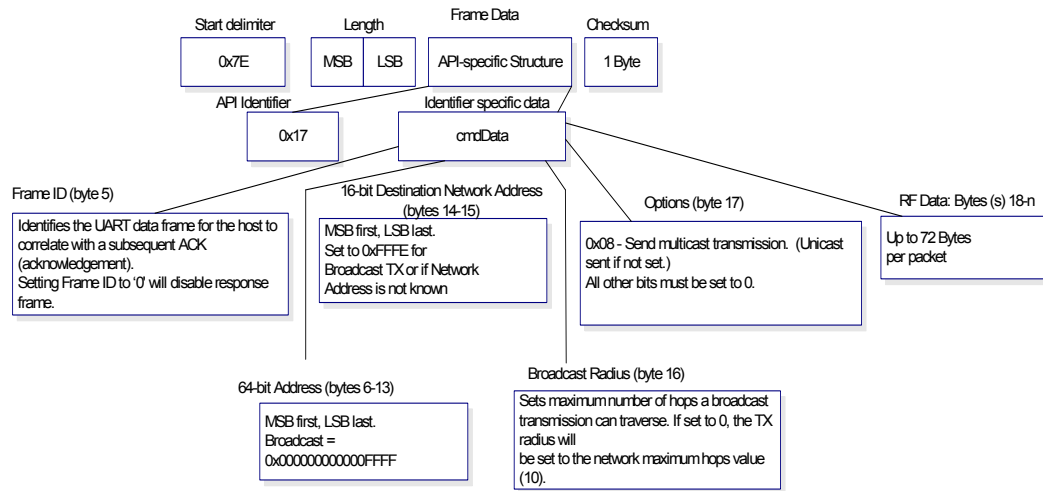 Frame Data
Start delimiter
Length
Checksum
0x7E
MSB
LSB
API-specific Structure
1 Byte
API Identifier
Identifier specific data
0x17
cmdData
Frame ID (byte 5)
Identifies the UART data frame for the host to
correlate with a subsequent ACK
(acknowledgement).
Setting Frame ID to ‘0’ will disable response
frame.
16-bit Destination Network Address
(bytes 14-15)
MSB first, LSB last.
Set to 0xFFFE for
Broadcast TX or if Network
Address is not known
Options (byte 17)
0x08 - Send multicast transmission. (Unicast
sent if not set.)
All other bits must be set to 0.
RF Data: Bytes (s) 18-n
Up to 72 Bytes
per packet
64-bit Address (bytes 6-13)
MSB first, LSB last.
Broadcast =
0x000000000000FFFF
Broadcast Radius (byte 16)
Sets maximum number of hops a broadcast
transmission can traverse. If set to 0, the TX
radius will
be set to the network maximum hops value
(10).